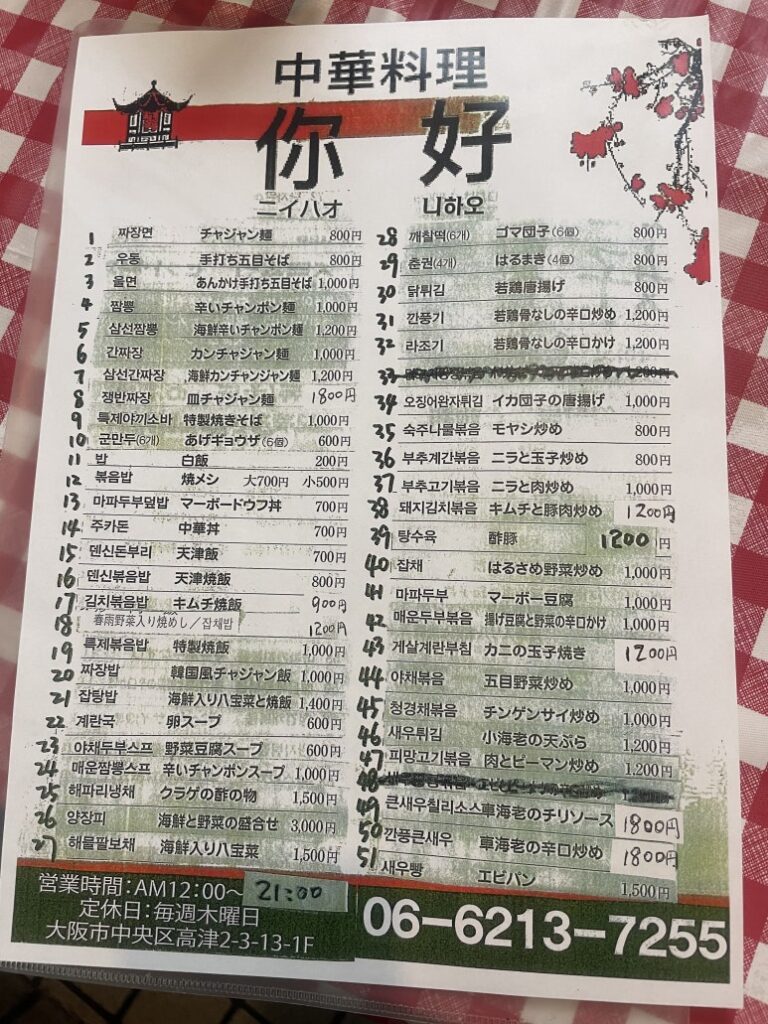 中華料理
你 好
ニイハオ 니하오
1 짜장면 チャジャン麺 800円
2 우동 手打ち五目そば 800円
3 울면 あんかけ手打ち五目そば 1,000円
4 짬뽕 辛いチャンポン麺 1,000円
5 삼선짬뽕 海鮮辛いチャンポン麺 1,200円
6 간짜장 カンチャジャン麺 1,000円
7 삼선간짜장 海鮮カンチャンジャン麺 1,200円
8 쟁반짜장 皿チャジャン麺 1800円
9 특제야끼소바 特製焼きそば 1,000円
10 군만두(6개) あげギョウザ(6個) 600円
11 밥 白飯 200円
12 볶음밥 焼メシ 大700円 小500円
13 마파두부덮밥 マーボードウフ丼 700円
14 주카돈 中華丼 700円
15 덴신돈부리 天津飯 700円
16 덴신볶음밥 天津焼飯 800円
17 김치볶음밥 キムチ焼飯 900円
18 春雨野菜入り焼めし/잡채밥 1200円
19 특제볶음밥 特製焼飯 1,000円
20 짜장밥 韓国風チャジャン飯 1,000円
21 잡탕밥 海鮮入り八宝菜と焼飯 1,400円
22 계란국 卵スープ 600円
23 야채두부스프 野菜豆腐スープ 600円
24 매운짬뽕스프 辛いチャンポンスープ 1,000円
25 해파리냉채 クラゲの酢の物 1,500円
26 양장피 海鮮と野菜の盛合せ 3,000円
27 해물팔보채 海鮮入り八宝菜 1,500円
28 깨찰떡(6개) ゴマ団子(6個) 800円
29 춘권(4개) はるまき(4個) 800円
30 닭튀김 若鶏唐揚げ 800円
31 깐풍기 若鶏骨なしの辛口炒め 1,200円
32 라조기 若鶏骨なしの辛口かけ 1,200円
33 1,200円
34 오징어완자튀김 イカ団子の唐揚げ 1,000円
35 숙주나물볶음 モヤシ炒め 800円
36 부추계란볶음 ニラと玉子炒め 800円
37 부추고기볶음 ニラと肉炒め 1,000円
38 돼지김치볶음 キムチと豚肉炒め 1200円
39 탕수육 酢豚 1200円
40 잡채 はるさめ野菜炒め 1,000円
41 마파두부 マーボー豆腐 1,000円
42 매운두부볶음 揚げ豆腐と野菜の辛口かけ 1,000円
43 게살계란부침 カニの玉子焼き 1200円
44 야채볶음 五目野菜炒め 1,000円
45 청경채볶음 チンゲンサイ炒め 1,000円
46 새우튀김 小海老の天ぷら 1,200円
47 피망고기볶음 肉とピーマン炒め 1,200円
48 1,200円
49 큰새우칠리소스 車海老のチリソース 1800円
50 깐풍큰새우 車海老の辛口炒め 1800円
51 새우빵 エビパン 1,500円
営業時間:AM12:00~ 21:00
定休日:毎週木曜日
大阪市中央区高津2-3-13-1F
06-6213-7255